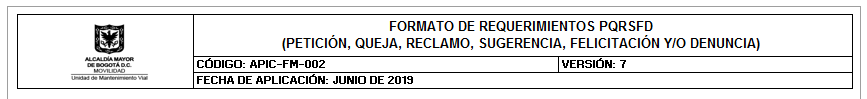 FORMATO DE REQUERIMIENTOS PQRSFD
(PETICIÓN, QUEJA, RECLAMO, SUGERENCIA, FELICITACIÓN Y/O DENUNCIA)
ALCALDÍA MAYOR
DE BOGOTÁ D.C.
MOVILIDAD
Unidad de Mantenimiento Vial
CÓDIGO: APIC-FM-002
VERSIÓN: 7
FECHA DE APLICACIÓN: JUNIO DE 2019